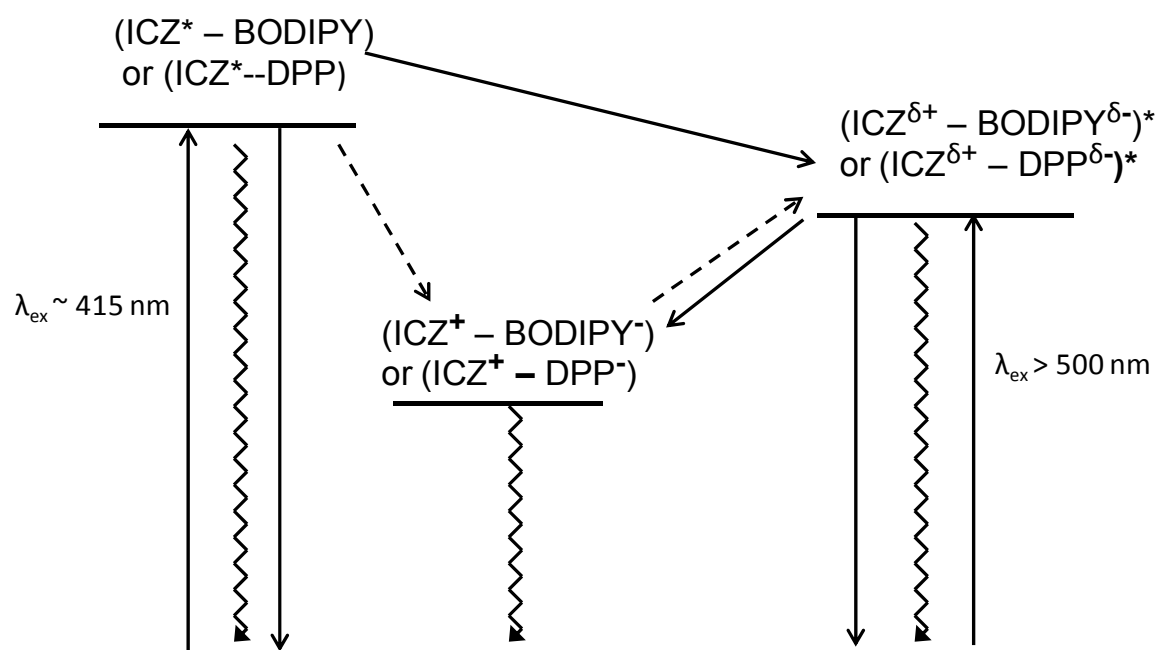 (ICZ* – BODIPY)
or (ICZ*--DPP)
(ICZᵟ⁺ – BODIPYᵟ⁻)*
or (ICZᵟ⁺ – DPPᵟ⁻)*
λₑₓ ~ 415 nm
(ICZ⁺ – BODIPY⁻)
or (ICZ⁺ – DPP⁻)
λₑₓ > 500 nm